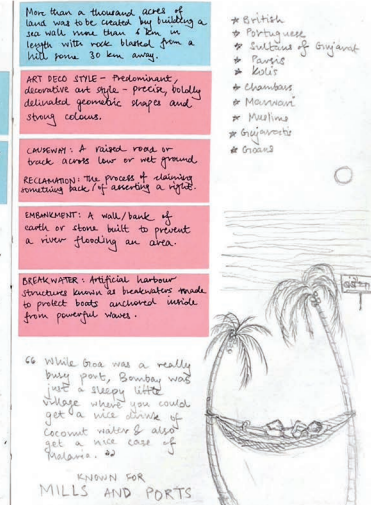 More than a thousand acres of
land was to be created by building a
sea wall more than 6 km in
length with rock blasted from a
hill some 30 km away.
ART DECO STYLE - Predominant,
decorative art style - precise, boldly
delineated geometric shapes and
strong colours.
CAUSEWAY: A raised road or
track across low or wet ground
RECLAMATION: The process of claiming
something back/of asserting a right.
EMBANKMENT: A wall/bank of
earth or stone built to prevent
a river flooding an area.
BREAKWATER: Artificial harbour
structures known as breakwaters made
to protect boats anchored inside
from powerful waves.
"While Goa was a really
busy port, Bombay was
just a sleepy little
village where you could
get a nice drink of
coconut water & also
get a nice case of
Malaria."
KNOWN FOR
MILLS AND PORTS
* British
* Portuguese
* Sultans of Gujarat
* Parsis
* Kolis
* Chambars
* Marwari
* Muslims
* Gujaratis